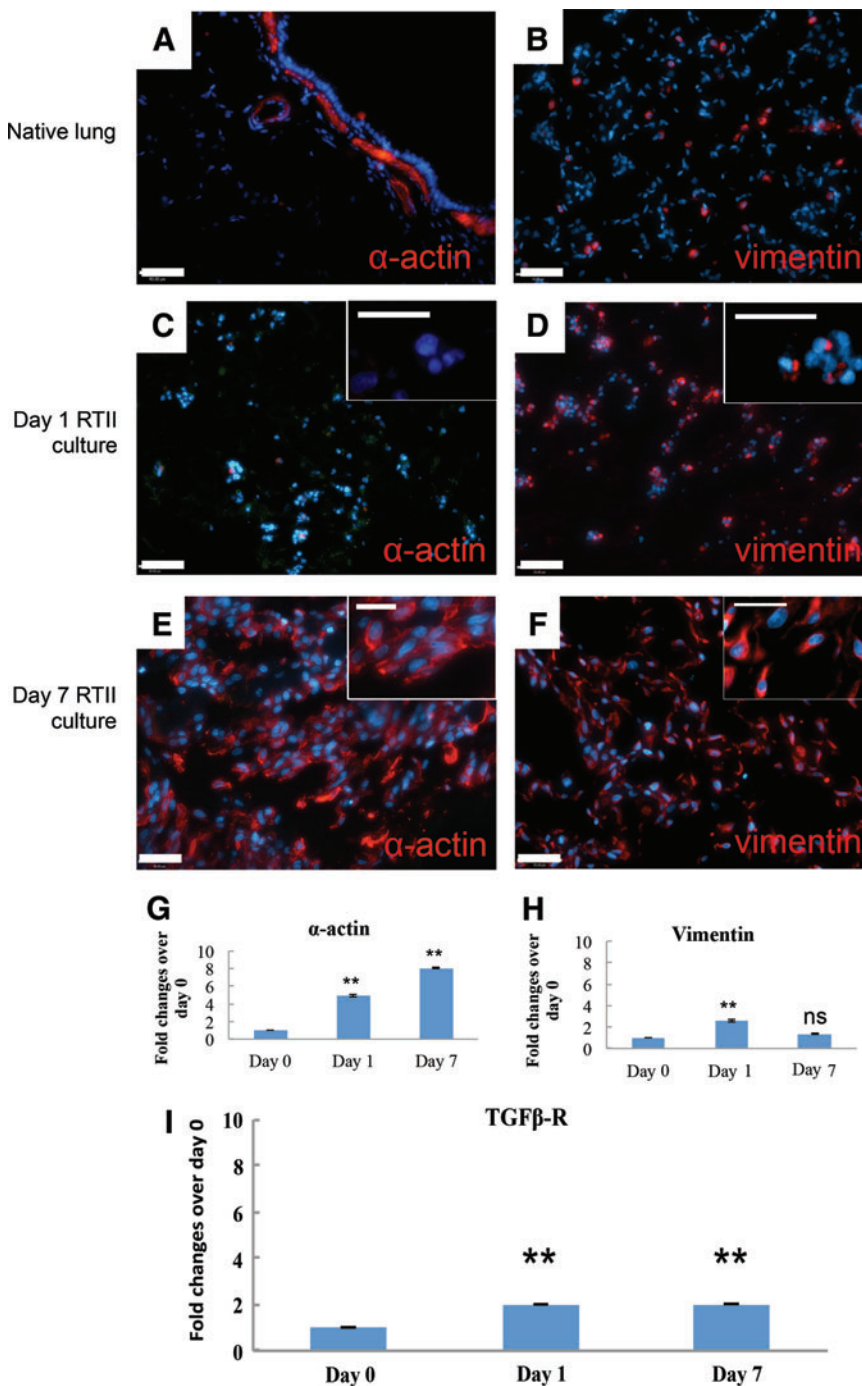 A
B
Native lung
α-actin
vimentin
C
D
Day 1 RTII
culture
α-actin
vimentin
E
F
Day 7 RTII
culture
α-actin
vimentin
G
α-actin
Fold changes over
day 0
10
8
6
4
2
0
**
**
Day 0
Day 1
Day 7
H
Vimentin
Fold changes over
day 0
10
8
6
4
2
0
**
ns
Day 0
Day 1
Day 7
I
TGFβ-R
Fold changes over day 0
10
8
6
4
2
0
**
**
Day 0
Day 1
Day 7